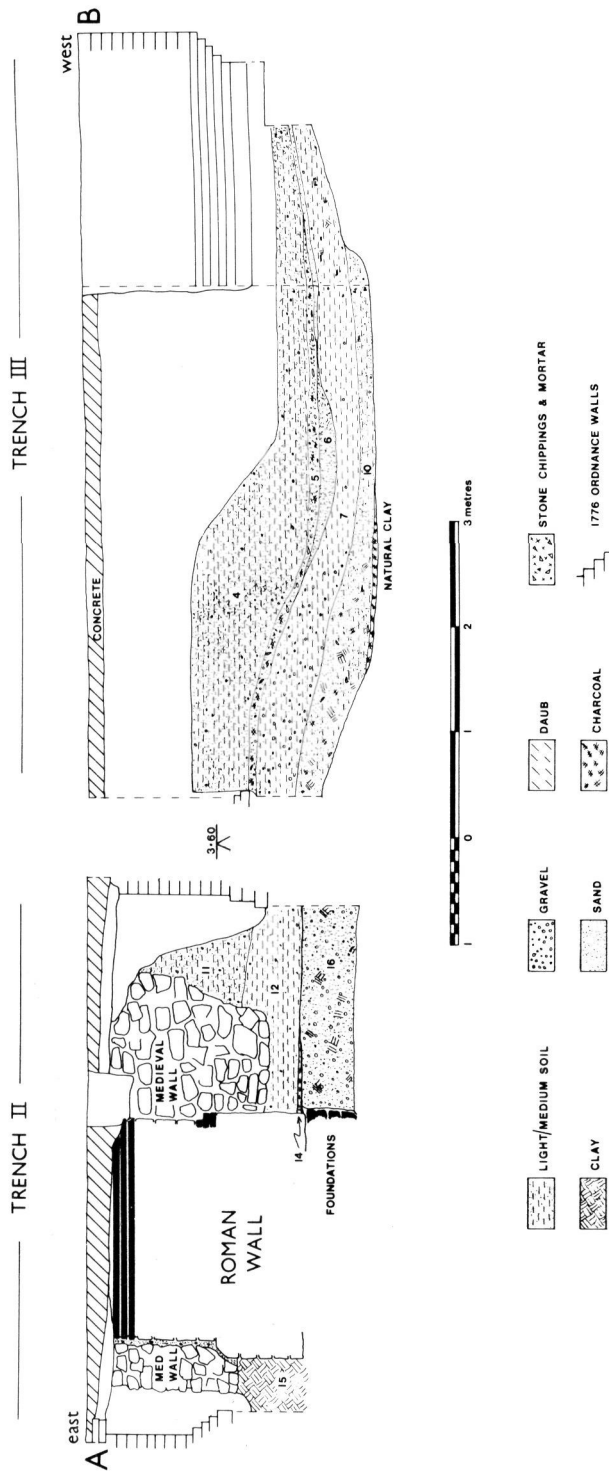 TRENCH II
TRENCH III
A
east
west
B
CONCRETE
MED WALL
ROMAN WALL
MEDIEVAL WALL
FOUNDATIONS
NATURAL CLAY
3·60
4
5
6
7
10
11
12
14
15
16
1 0 1 2 3 metres
LIGHT/MEDIUM SOIL
GRAVEL
DAUB
STONE CHIPPINGS & MORTAR
CLAY
SAND
CHARCOAL
1776 ORDNANCE WALLS